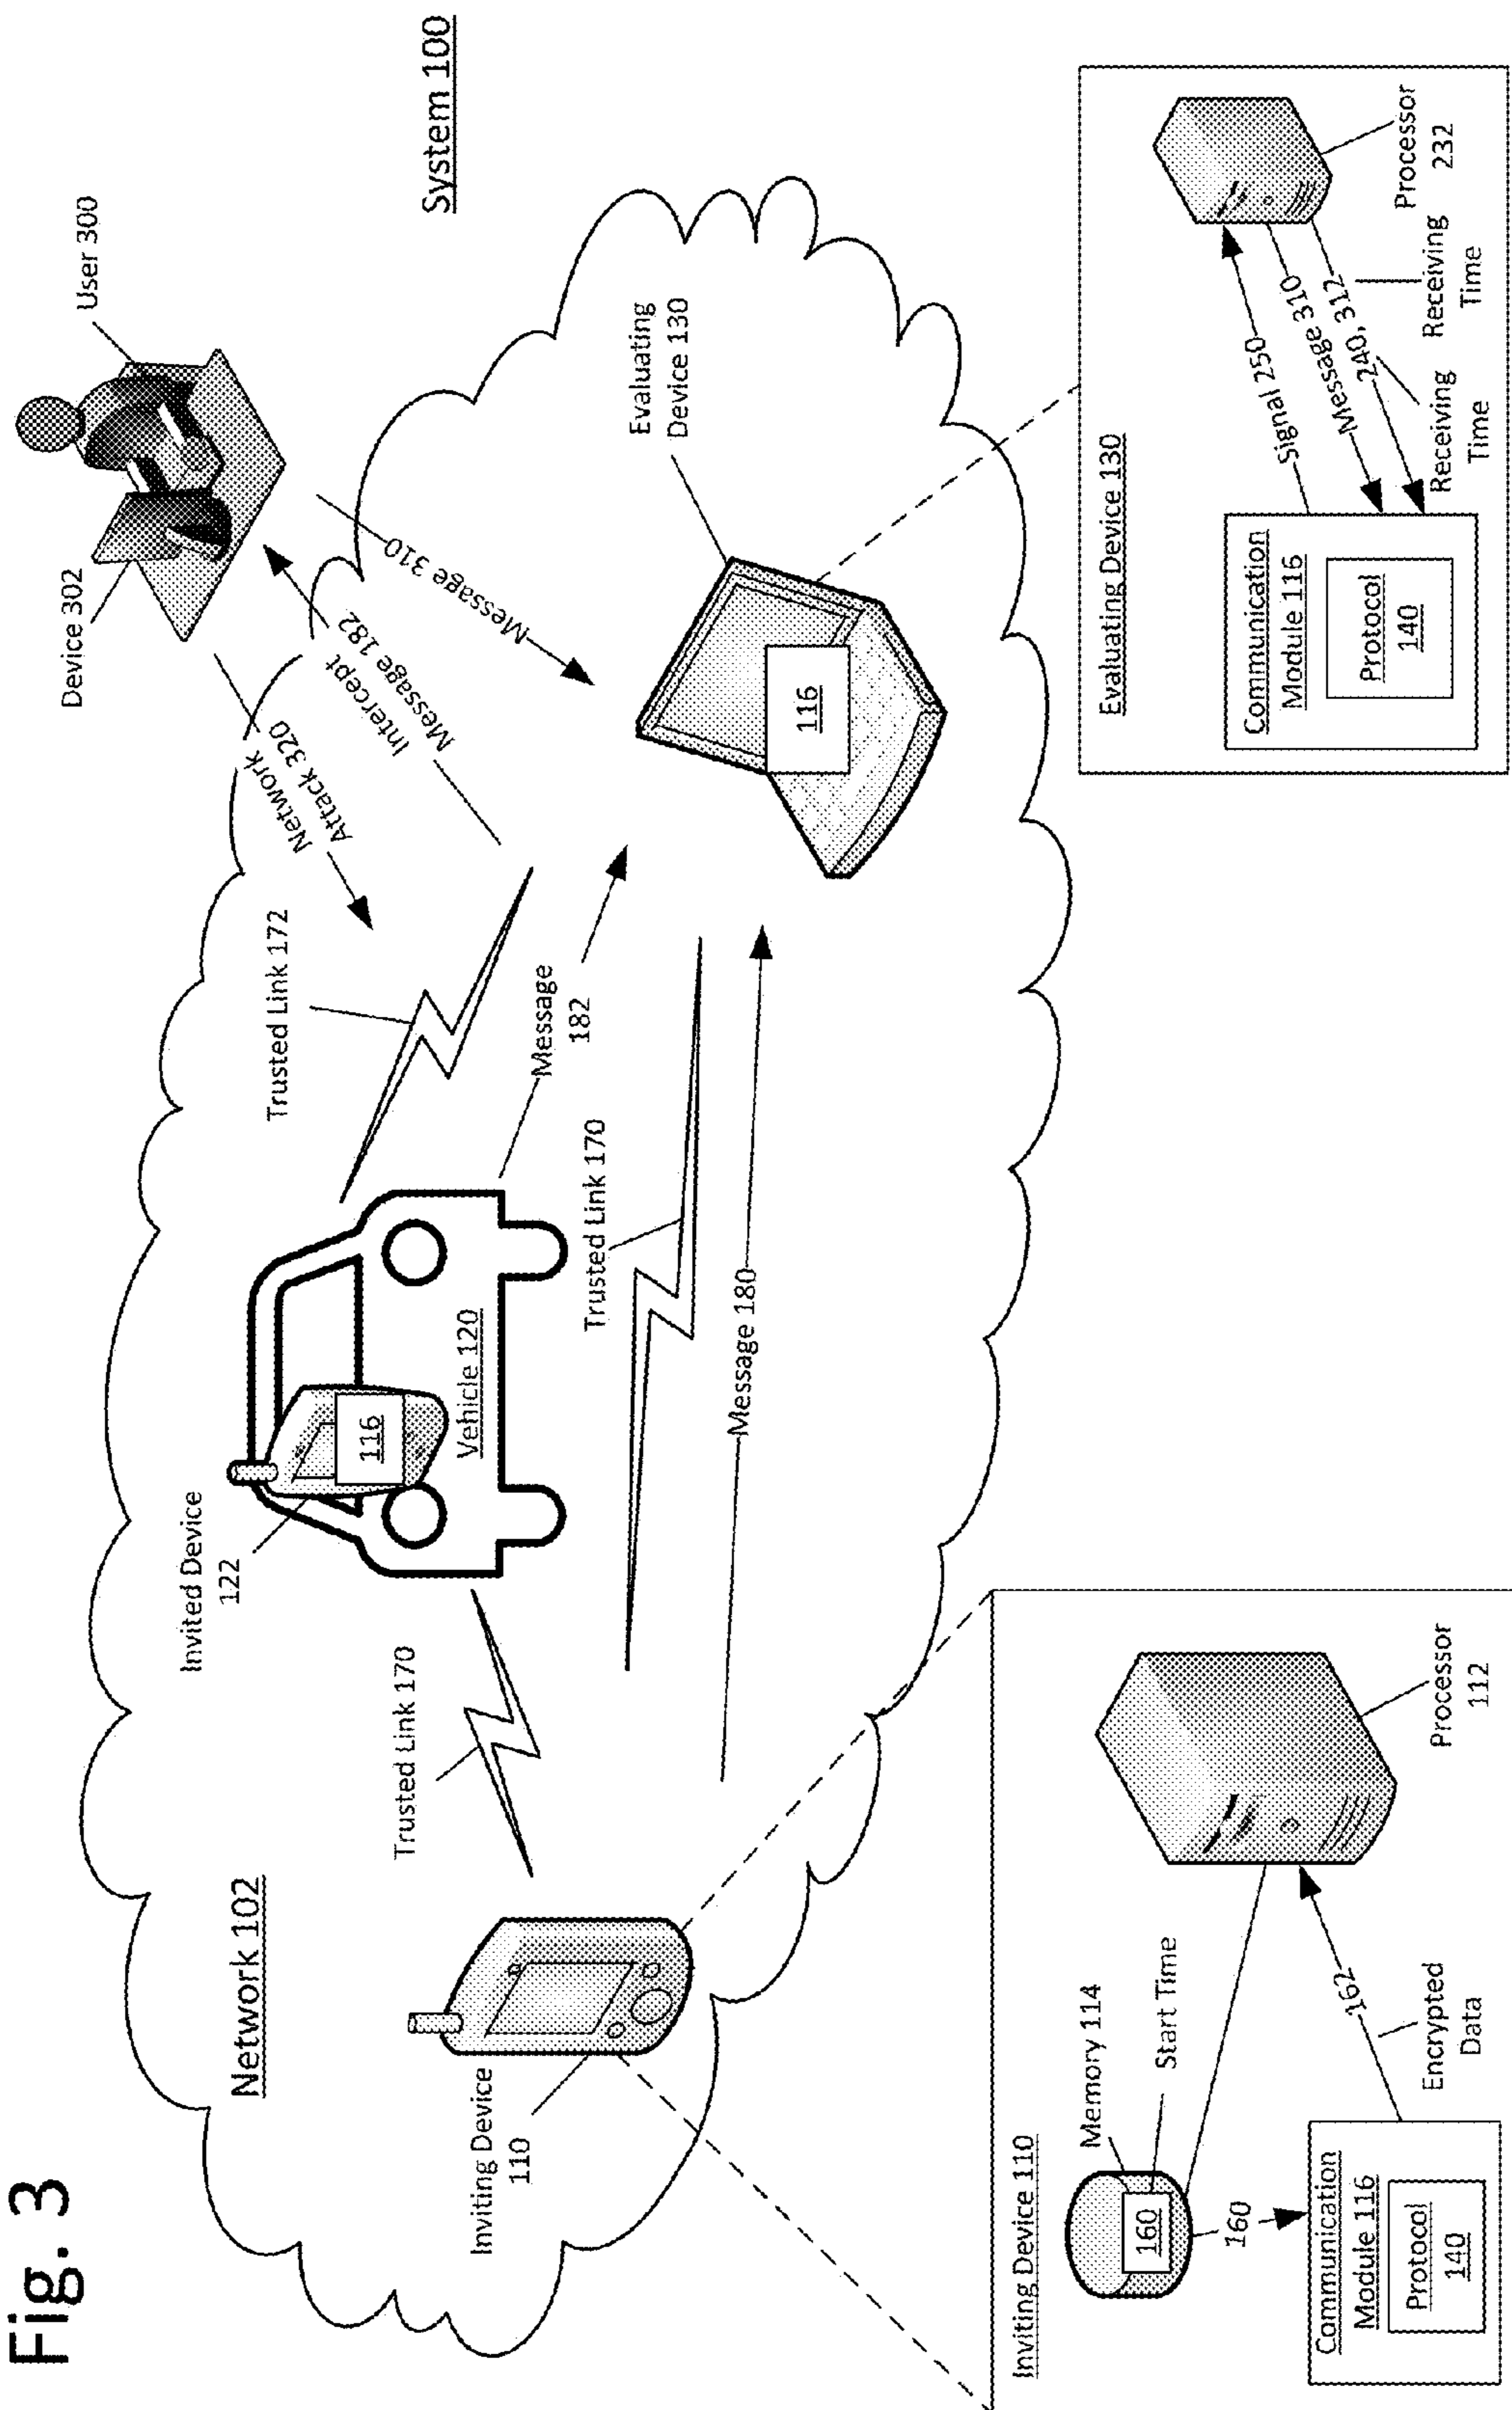 Fig. 3
System 100
Network 102
User 300
Device 302
Network
Attack 320
Intercept
Message 182
Message 310
Trusted Link 172
Evaluating
Device 130
116
Invited Device
122
116
Vehicle 120
Message
182
Trusted Link 170
Trusted Link 170
Message 180
Inviting Device
110
Inviting Device 110
Memory 114
160
Start Time
160
Communication
Module 116
Protocol
140
162
Encrypted
Data
Processor
112
Evaluating Device 130
Communication
Module 116
Protocol
140
Signal 250
Message 310
240, 312
Receiving
Time
Receiving
Time
Processor
232